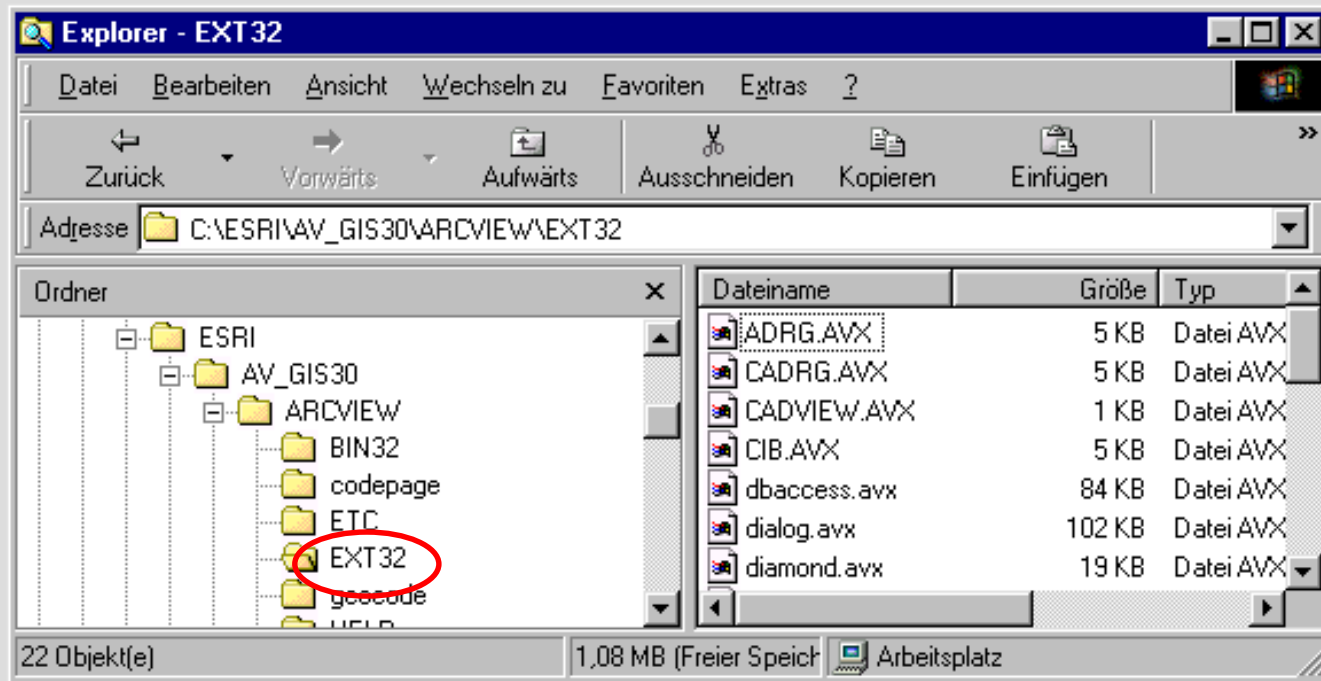 Explorer - EXT32
Datei Bearbeiten Ansicht Wechseln zu Favoriten Extras ?
Zurück Vorwärts Aufwärts Ausschneiden Kopieren Einfügen »
Adresse C:\ESRI\AV_GIS30\ARCVIEW\EXT32
Ordner
ESRI
AV_GIS30
ARCVIEW
BIN32
codepage
ETC
EXT32
geocode
HELP
Dateiname Größe Typ
ADRG.AVX 5 KB Datei AVX
CADRG.AVX 5 KB Datei AVX
CADVIEW.AVX 1 KB Datei AVX
CIB.AVX 5 KB Datei AVX
dbaccess.avx 84 KB Datei AVX
dialog.avx 102 KB Datei AVX
diamond.avx 19 KB Datei AVX
22 Objekt(e) 1,08 MB (Freier Speich Arbeitsplatz